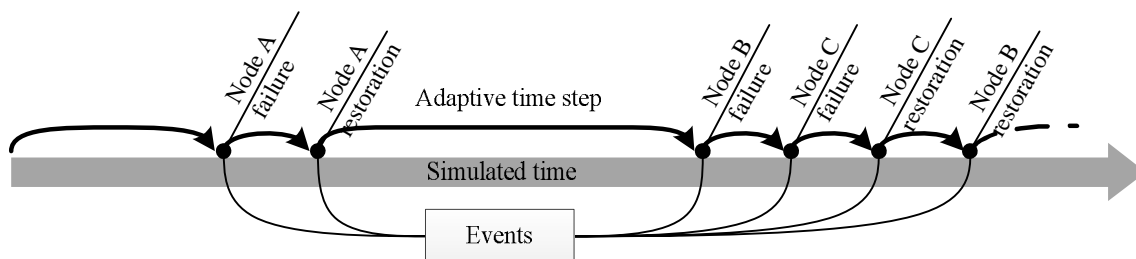 Node A
failure
Node A
restoration
Adaptive time step
Node B
failure
Node C
failure
Node C
restoration
Node B
restoration
Simulated time
Events